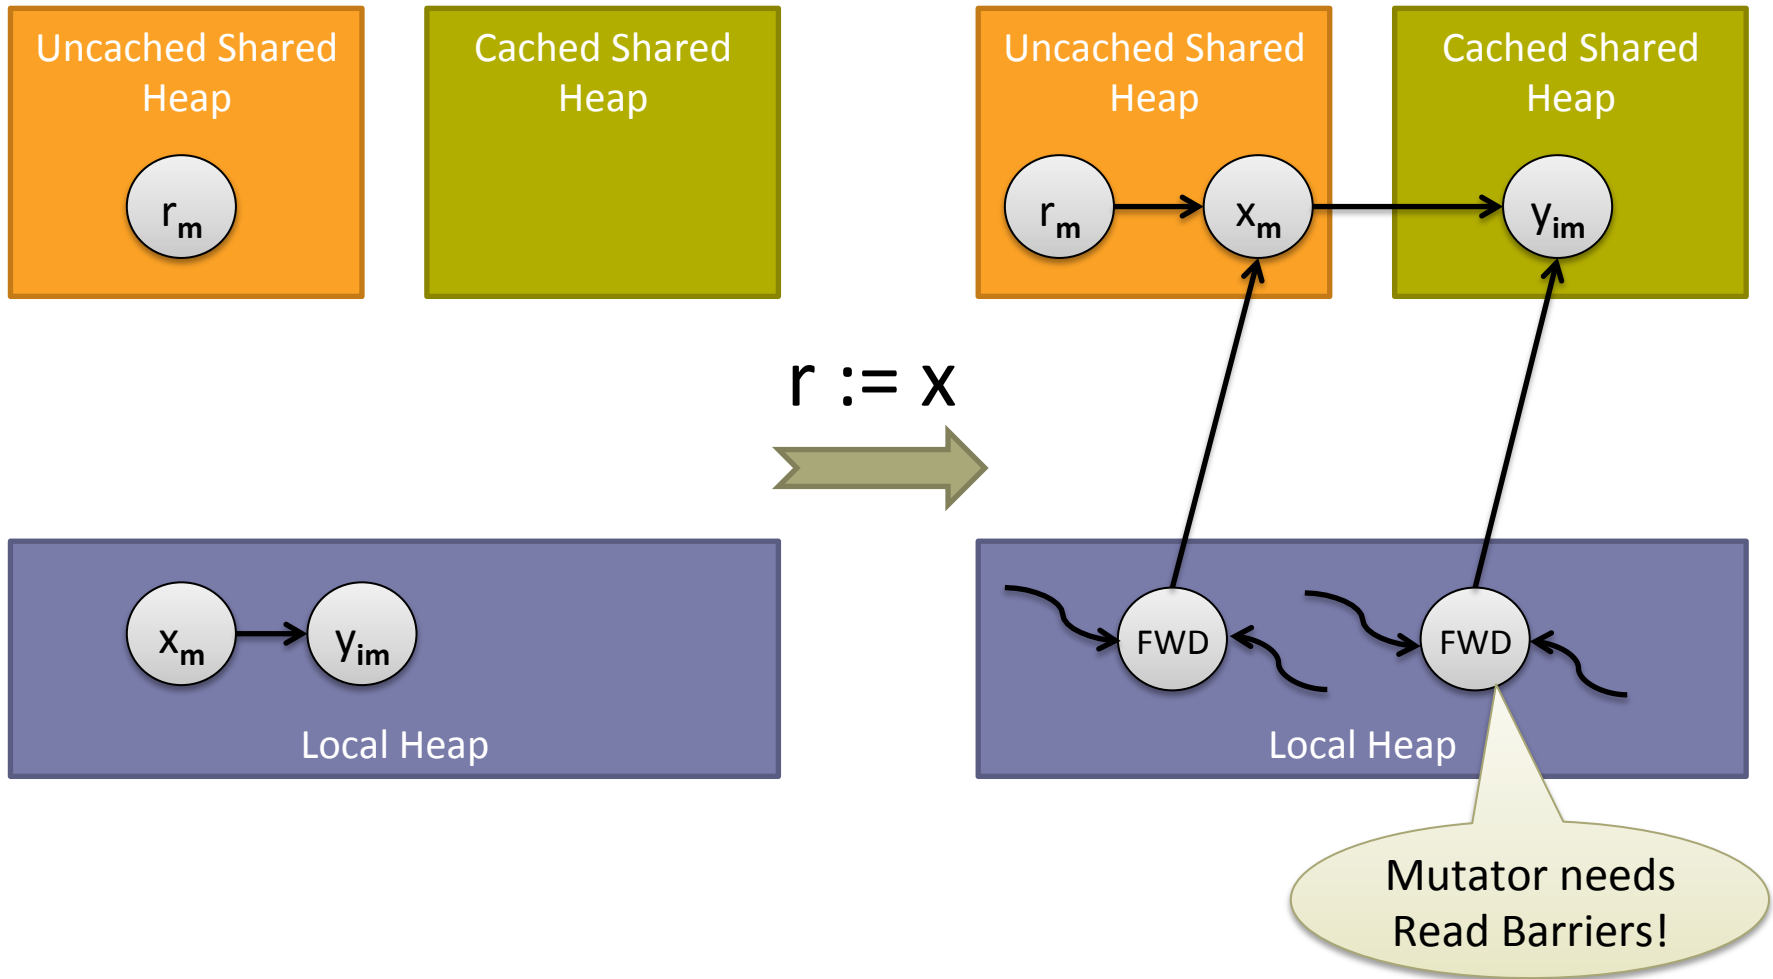 Uncached Shared
Heap
Cached Shared
Heap
r_m
Uncached Shared
Heap
Cached Shared
Heap
r_m
x_m
y_im
r := x
x_m
y_im
Local Heap
FWD
FWD
Local Heap
Mutator needs
Read Barriers!